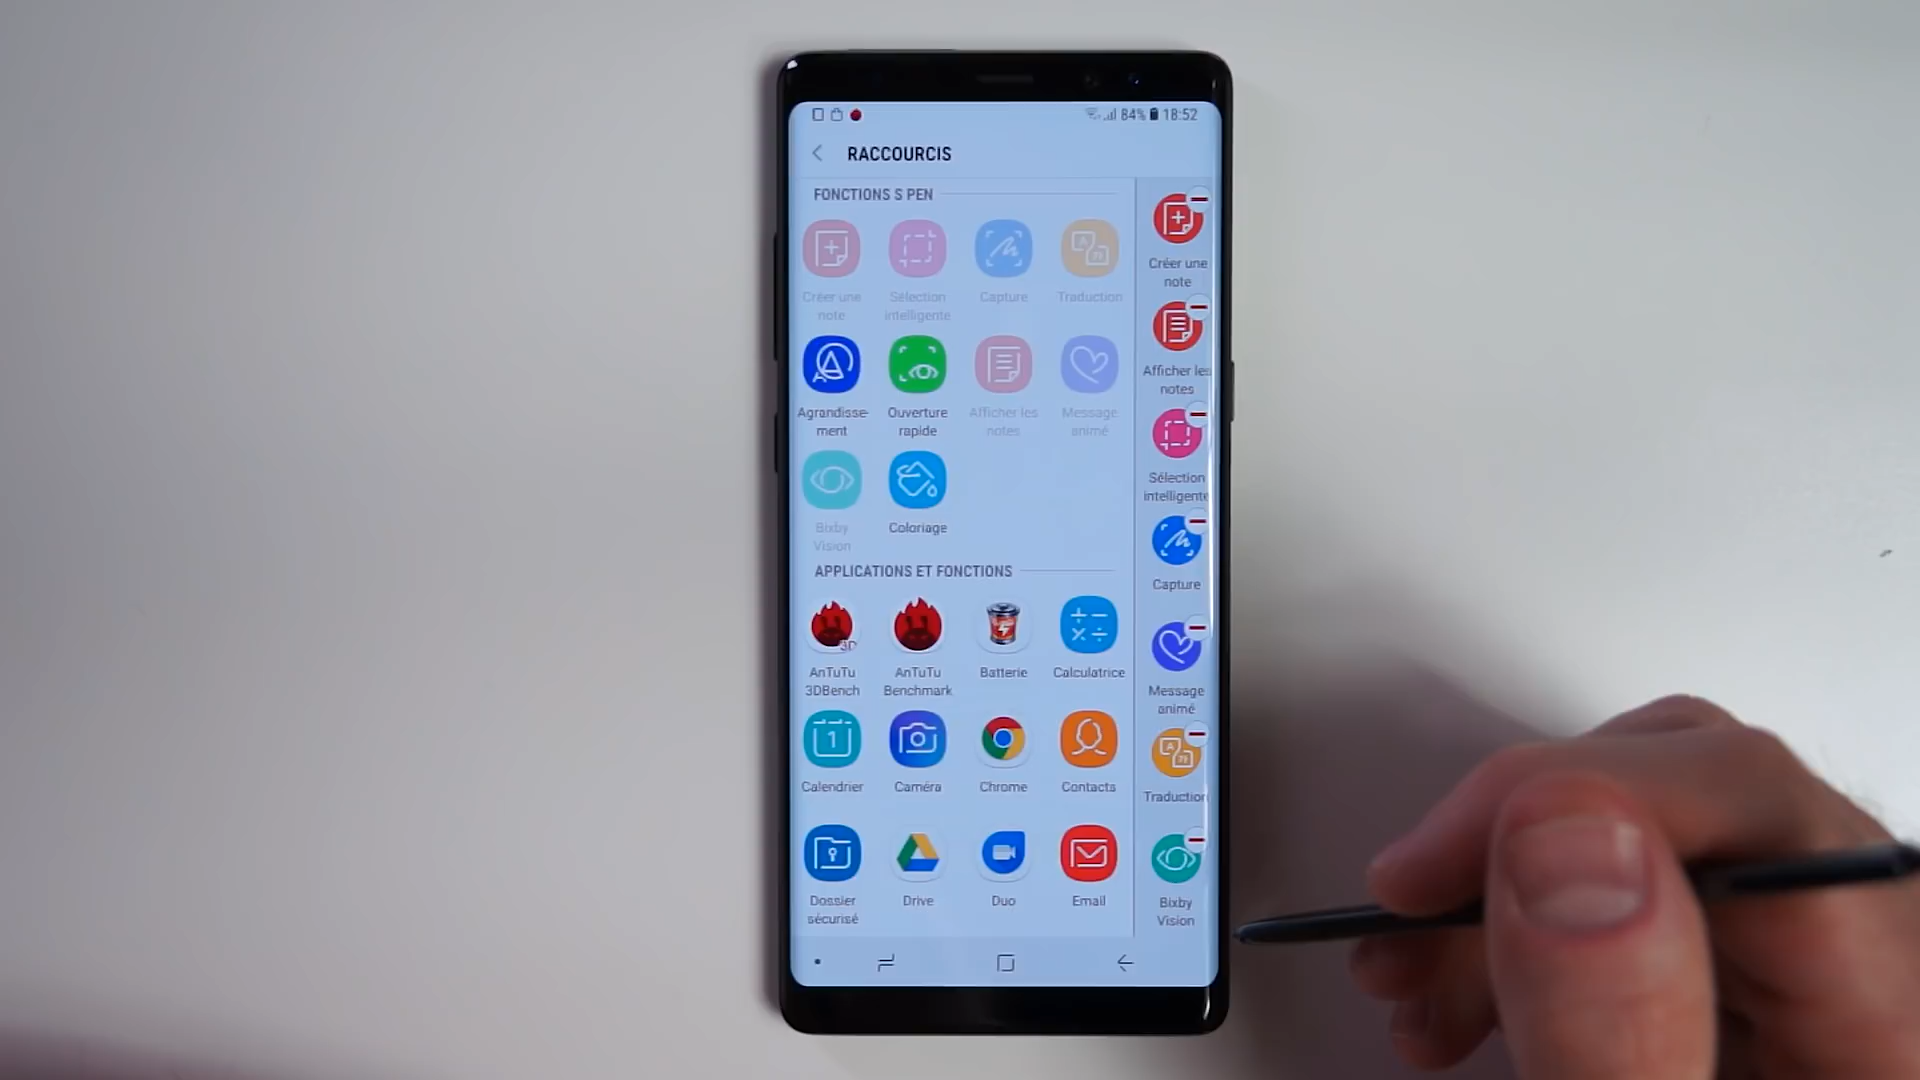 84% 18:52
RACCOURCIS
FONCTIONS S PEN
Créer une
note
Sélection
intelligente
Capture
Traduction
Agrandisse-
ment
Ouverture
rapide
Afficher les
notes
Message
animé
Bixby
Vision
Coloriage
APPLICATIONS ET FONCTIONS
AnTuTu
3DBench
AnTuTu
Benchmark
Batterie
Calculatrice
Calendrier
Caméra
Chrome
Contacts
Dossier
sécurisé
Drive
Duo
Email
Créer une
note
Afficher les
notes
Sélection
intelligente
Capture
Message
animé
Traduction
Bixby
Vision
3D
1
A
A
A